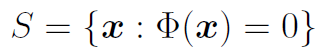 S = {x : Φ(x) = 0}